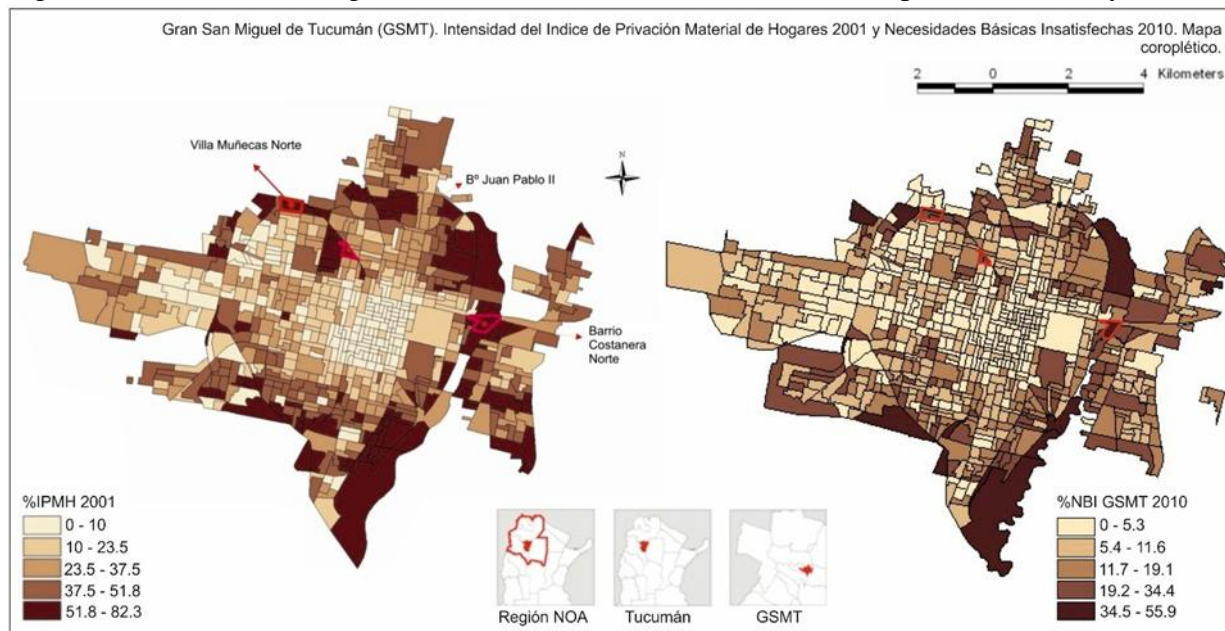 Gran San Miguel de Tucumán (GSMT). Intensidad del Indice de Privación Material de Hogares 2001 y Necesidades Básicas Insatisfechas 2010. Mapa
coroplético.
2 0 2 4 Kilometers
Villa Muñecas Norte
N
Bº Juan Pablo II
Barrio
Costanera
Norte
%IPMH 2001
0 - 10
10 - 23.5
23.5 - 37.5
37.5 - 51.8
51.8 - 82.3
Región NOA
Tucumán
GSMT
%NBI GSMT 2010
0 - 5.3
5.4 - 11.6
11.7 - 19.1
19.2 - 34.4
34.5 - 55.9